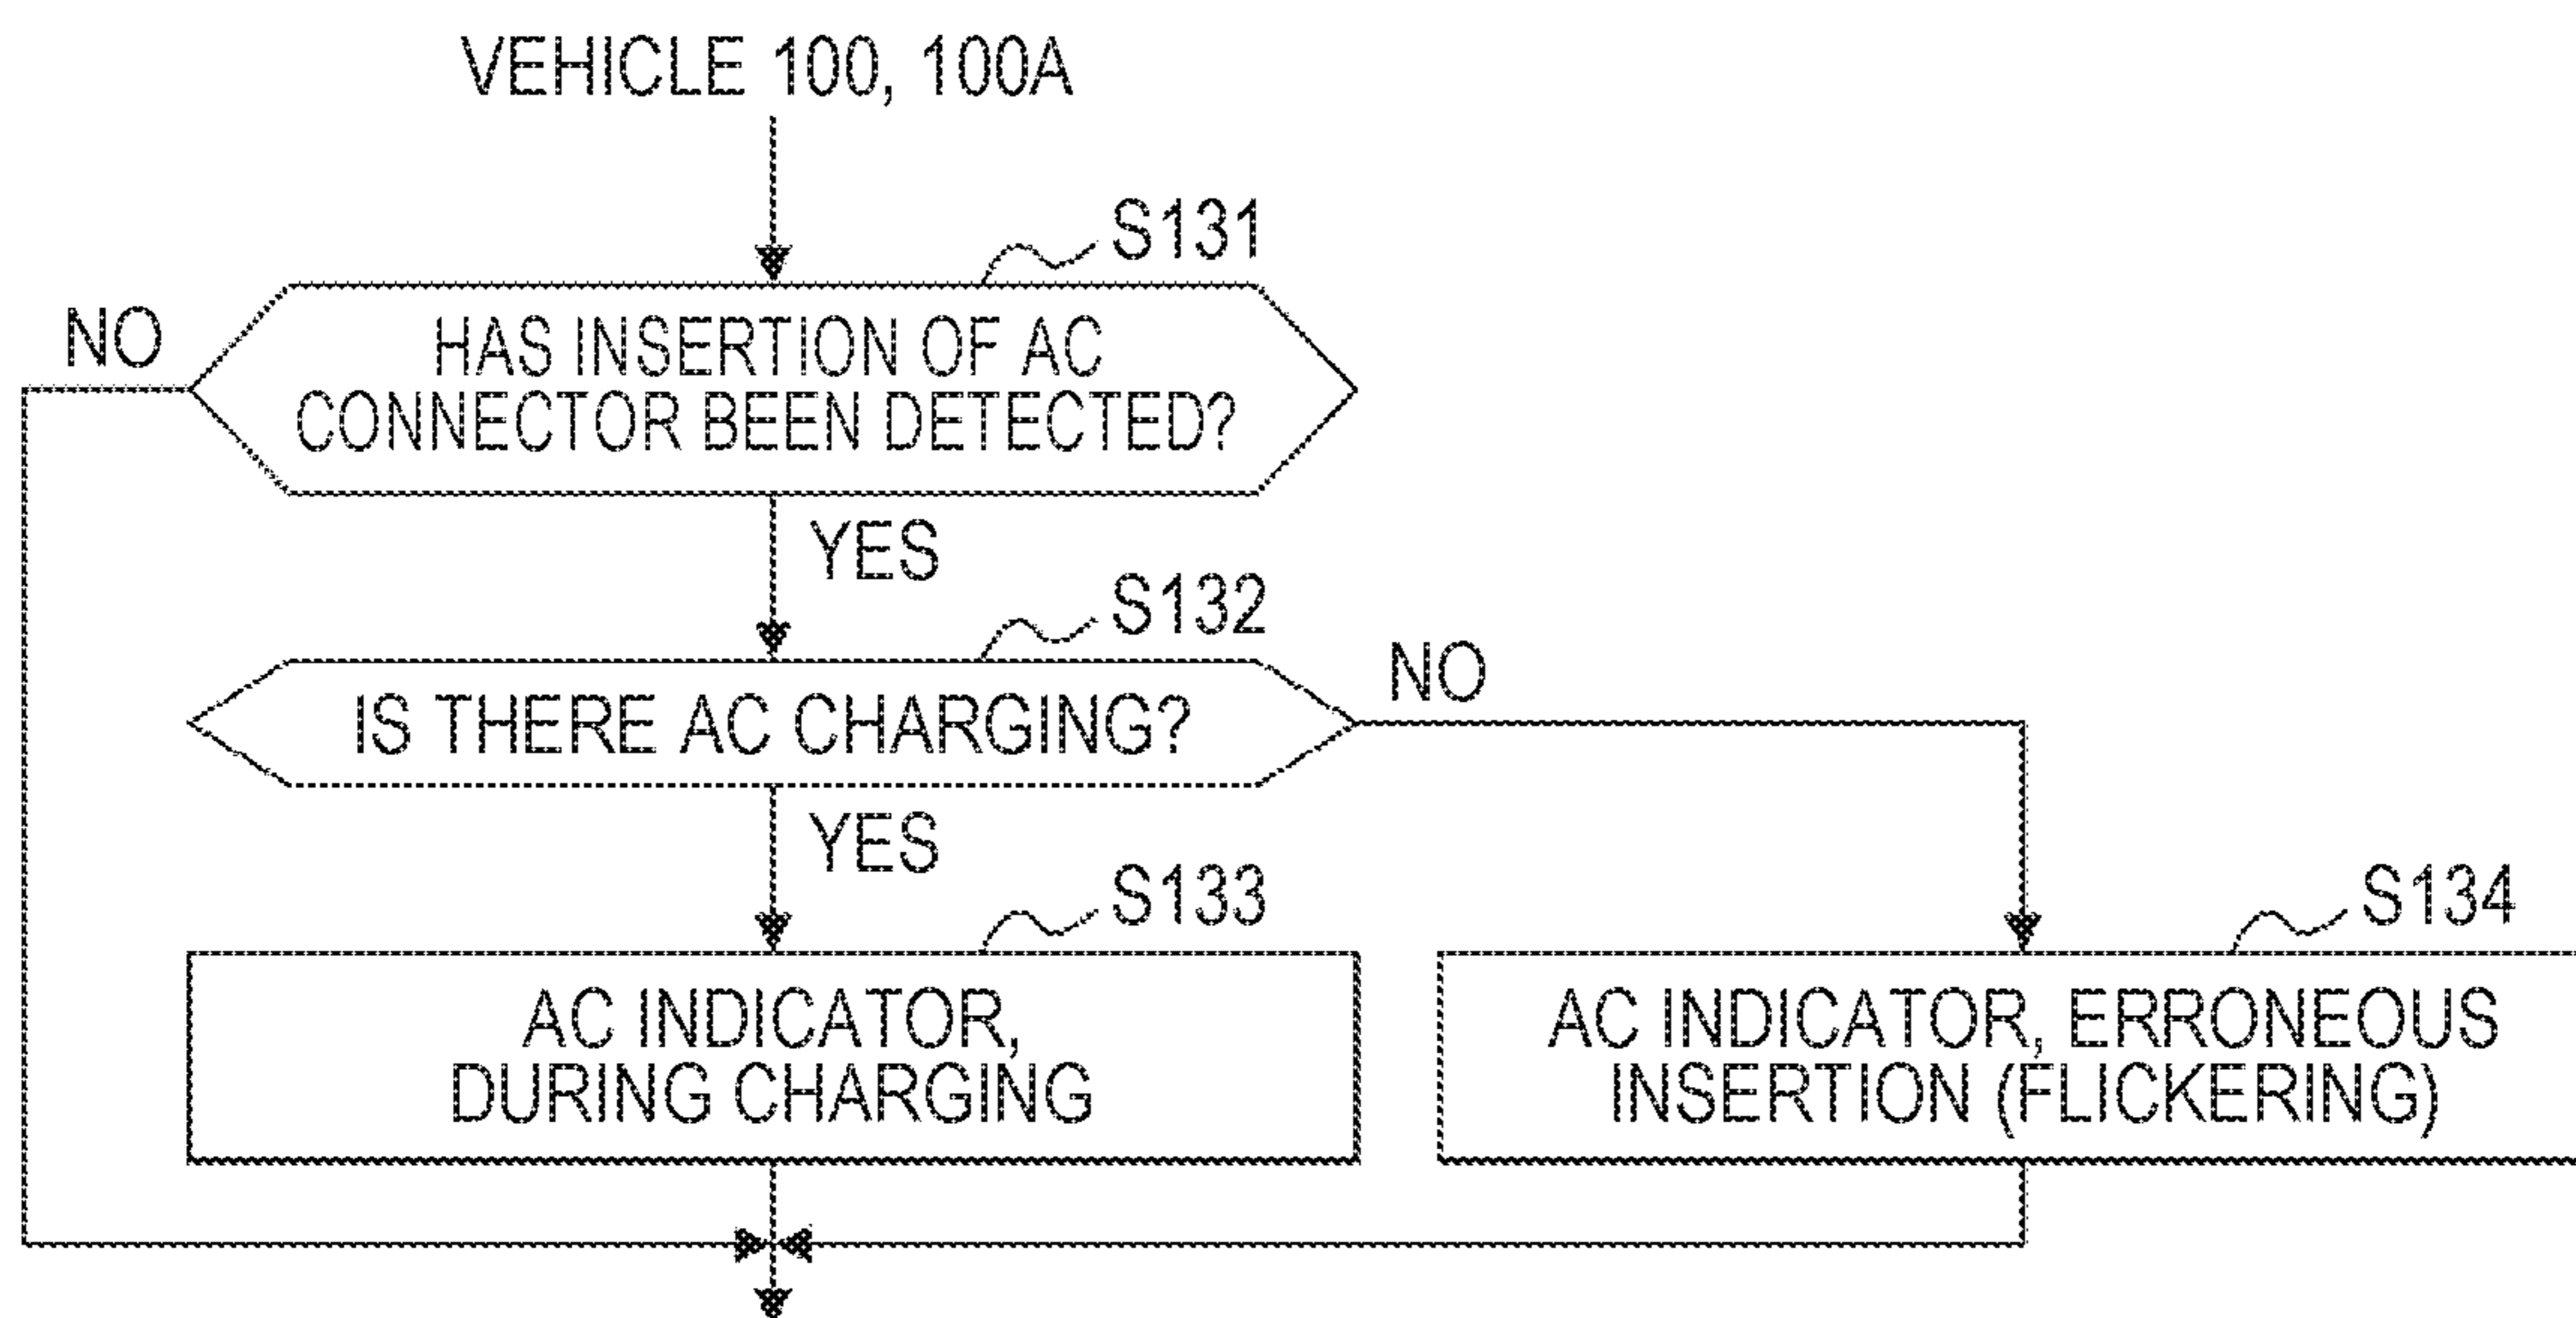 VEHICLE 100, 100A
S131
NO
HAS INSERTION OF AC
CONNECTOR BEEN DETECTED?
YES
S132
NO
IS THERE AC CHARGING?
YES
S133
S134
AC INDICATOR,
DURING CHARGING
AC INDICATOR, ERRONEOUS
INSERTION (FLICKERING)